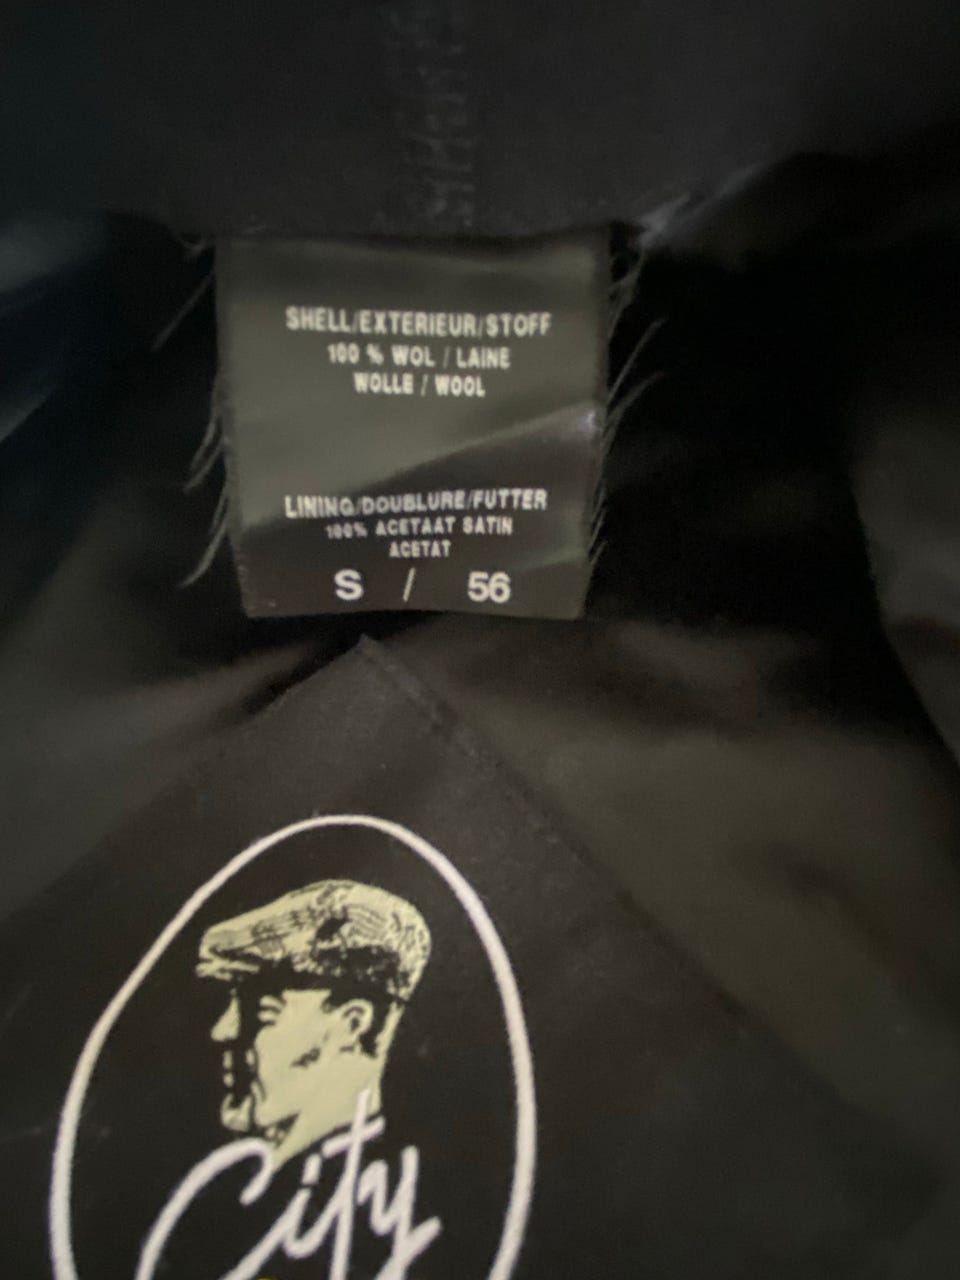 SHELL/EXTERIEUR/STOFF
100 % WOL / LAINE
WOLLE / WOOL
LINING/DOUBLURE/FUTTER
100% ACETAAT SATIN
ACETAT
S / 56
City